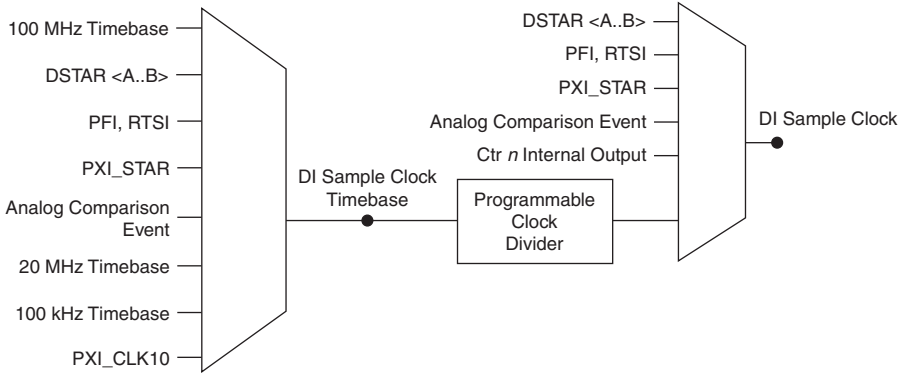 100 MHz Timebase
DSTAR <A..B>
PFI, RTSI
PXI_STAR
Analog Comparison
Event
20 MHz Timebase
100 kHz Timebase
PXI_CLK10
DI Sample Clock
Timebase
Programmable
Clock
Divider
DSTAR <A..B>
PFI, RTSI
PXI_STAR
Analog Comparison Event
Ctr n Internal Output
DI Sample Clock